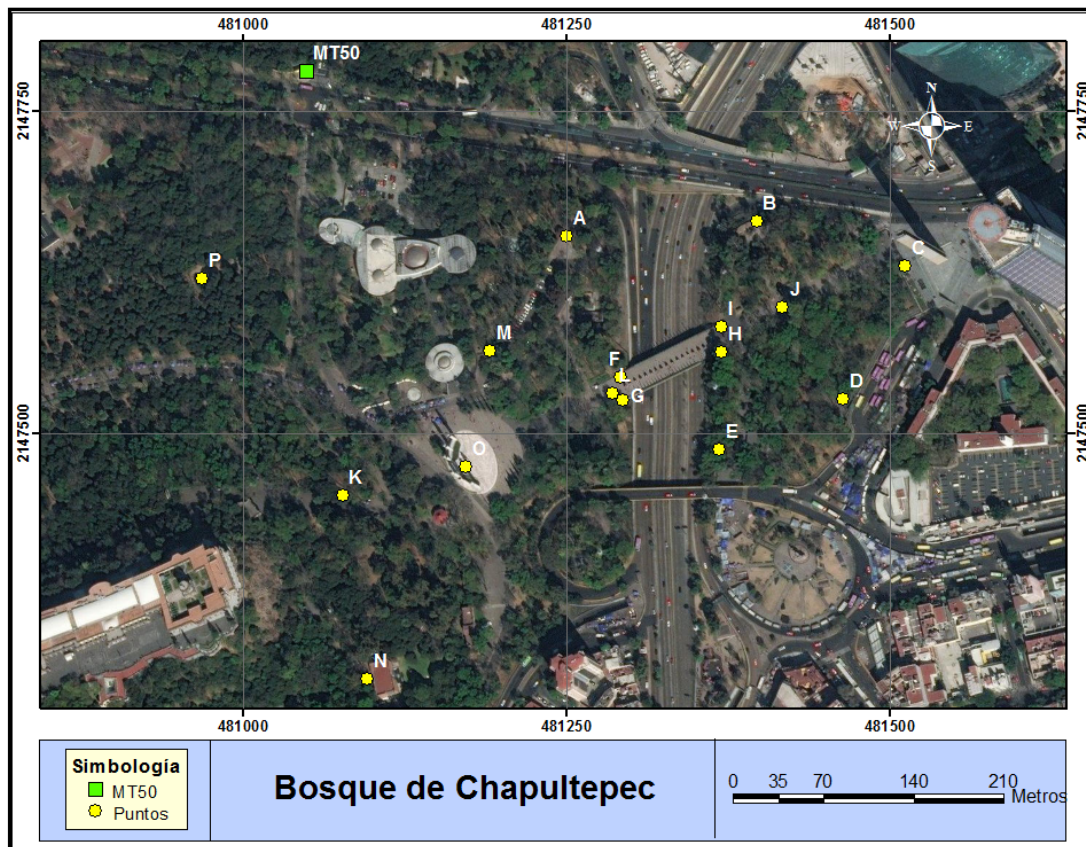 481000 481250 481500
MT50
2147750 2147750
N
W E
S
B
A
C
P
J
I
M
H
F
L
D
G
2147500 2147500
E
O
K
N
481000 481250 481500
Simbología
MT50
Puntos
Bosque de Chapultepec
0 35 70 140 210
Metros